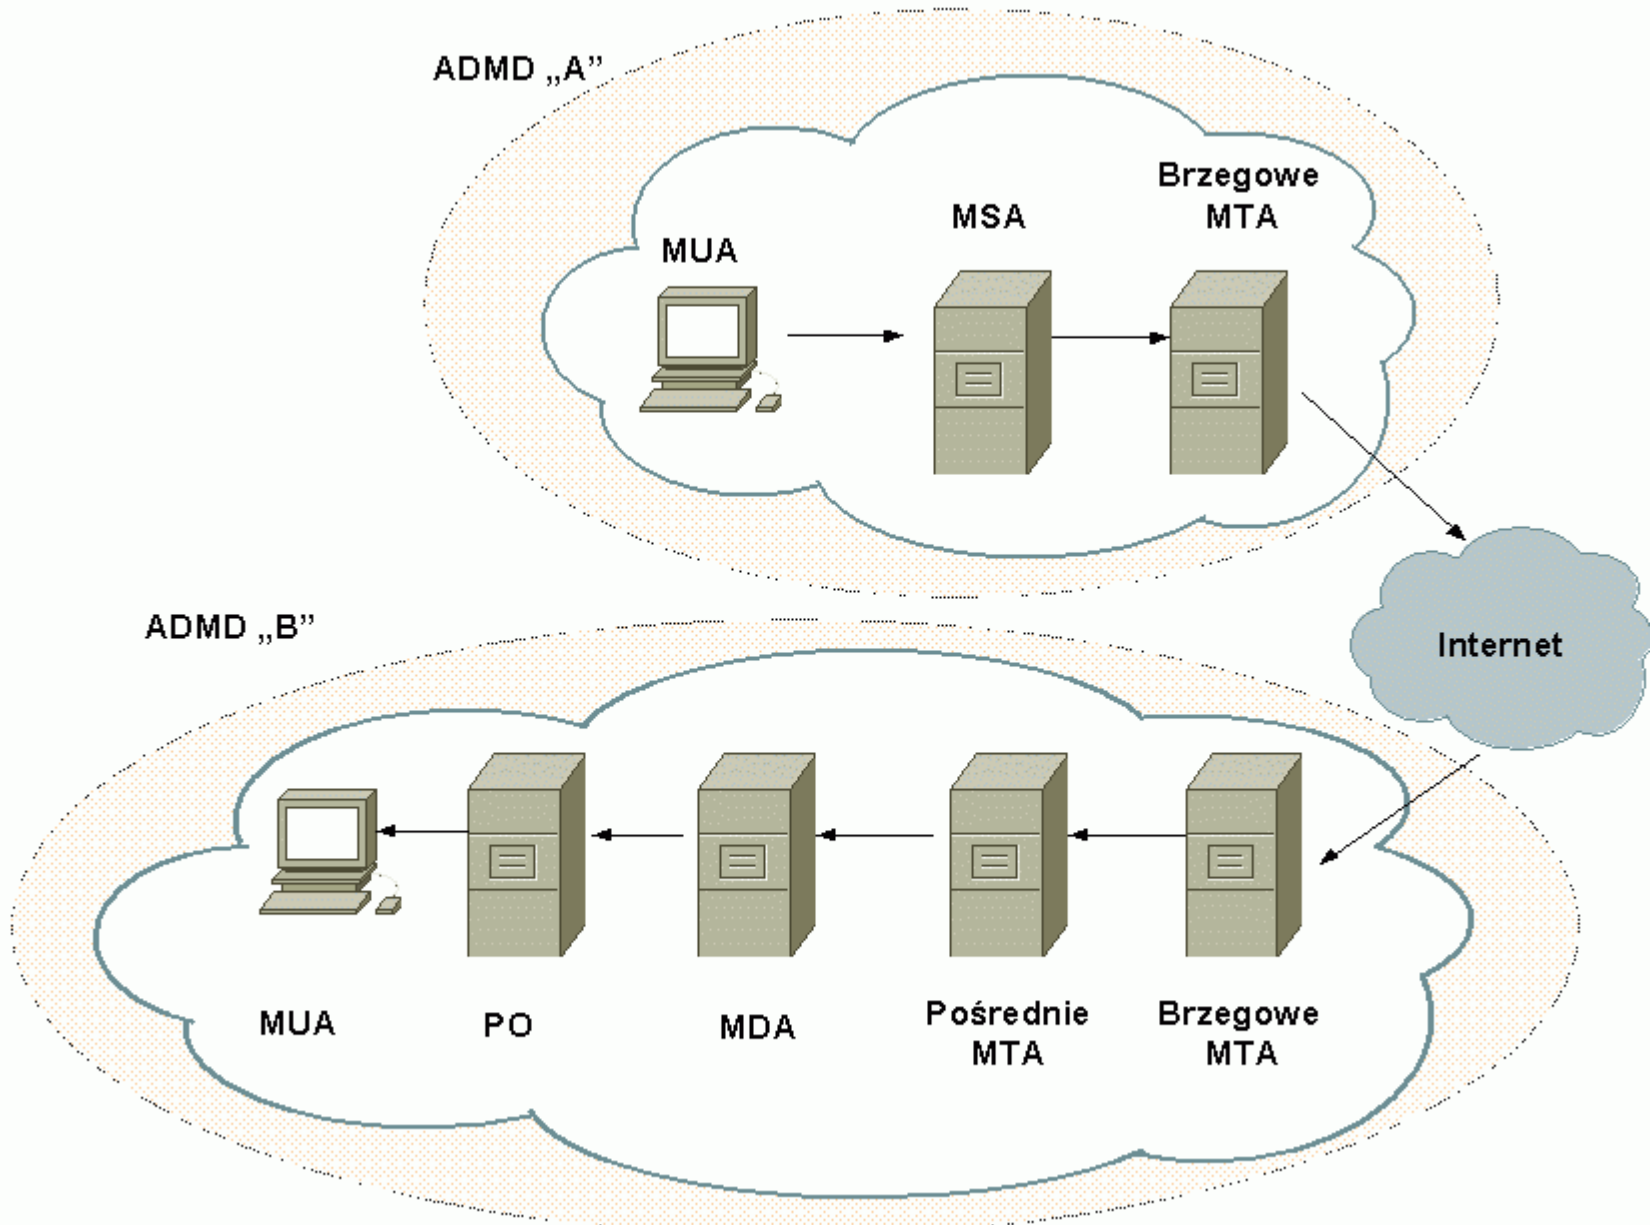 ADMD „A”
Brzegowe
MTA
MSA
MUA
Internet
ADMD „B”
MUA
PO
MDA
Pośrednie
MTA
Brzegowe
MTA